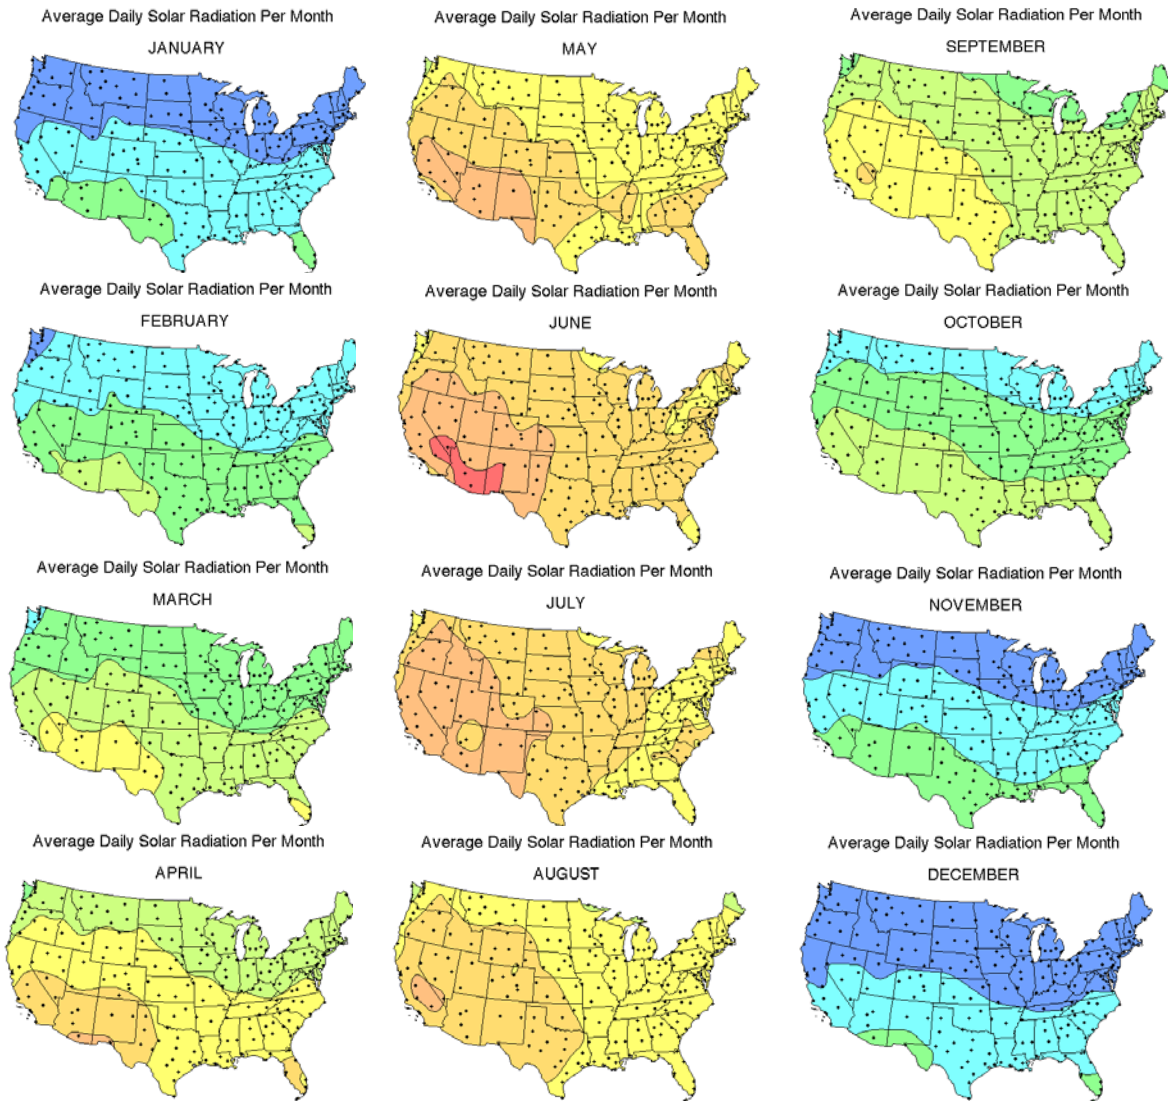 Average Daily Solar Radiation Per Month
JANUARY
Average Daily Solar Radiation Per Month
MAY
Average Daily Solar Radiation Per Month
SEPTEMBER
Average Daily Solar Radiation Per Month
FEBRUARY
Average Daily Solar Radiation Per Month
JUNE
Average Daily Solar Radiation Per Month
OCTOBER
Average Daily Solar Radiation Per Month
MARCH
Average Daily Solar Radiation Per Month
JULY
Average Daily Solar Radiation Per Month
NOVEMBER
Average Daily Solar Radiation Per Month
APRIL
Average Daily Solar Radiation Per Month
AUGUST
Average Daily Solar Radiation Per Month
DECEMBER